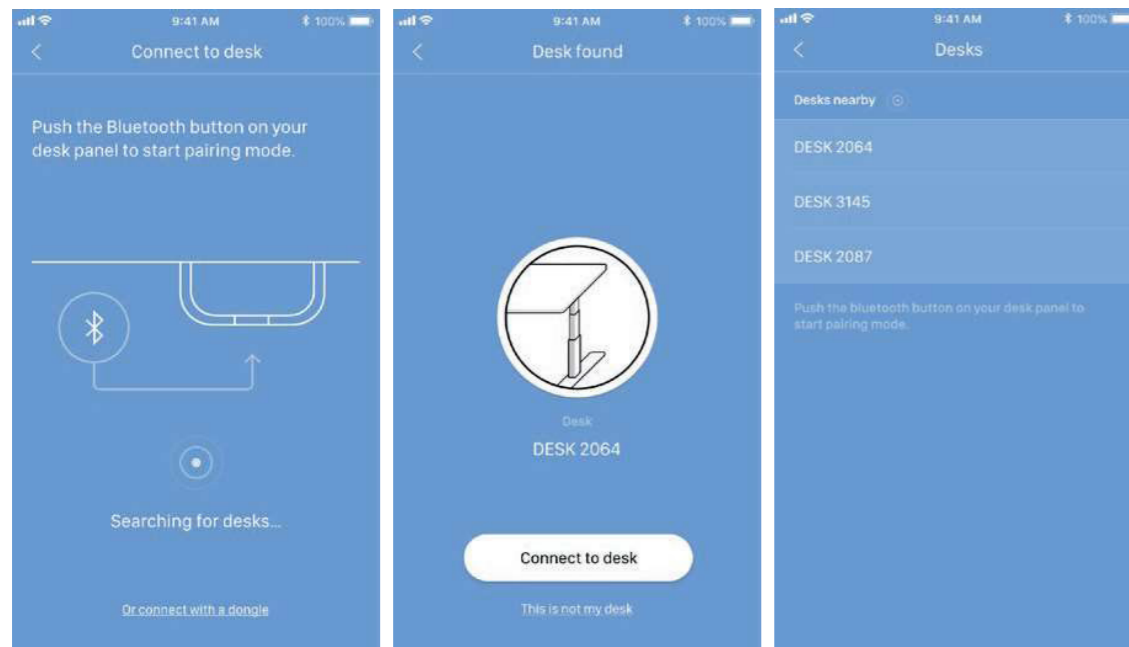 9:41 AM
100%
Connect to desk
Push the Bluetooth button on your
desk panel to start pairing mode.
Searching for desks...
Or connect with a dongle
9:41 AM
100%
Desk found
Desk
DESK 2064
Connect to desk
This is not my desk
9:41 AM
100%
Desks
Desks nearby
DESK 2064
DESK 3145
DESK 2087
Push the bluetooth button on your desk panel to
start pairing mode.